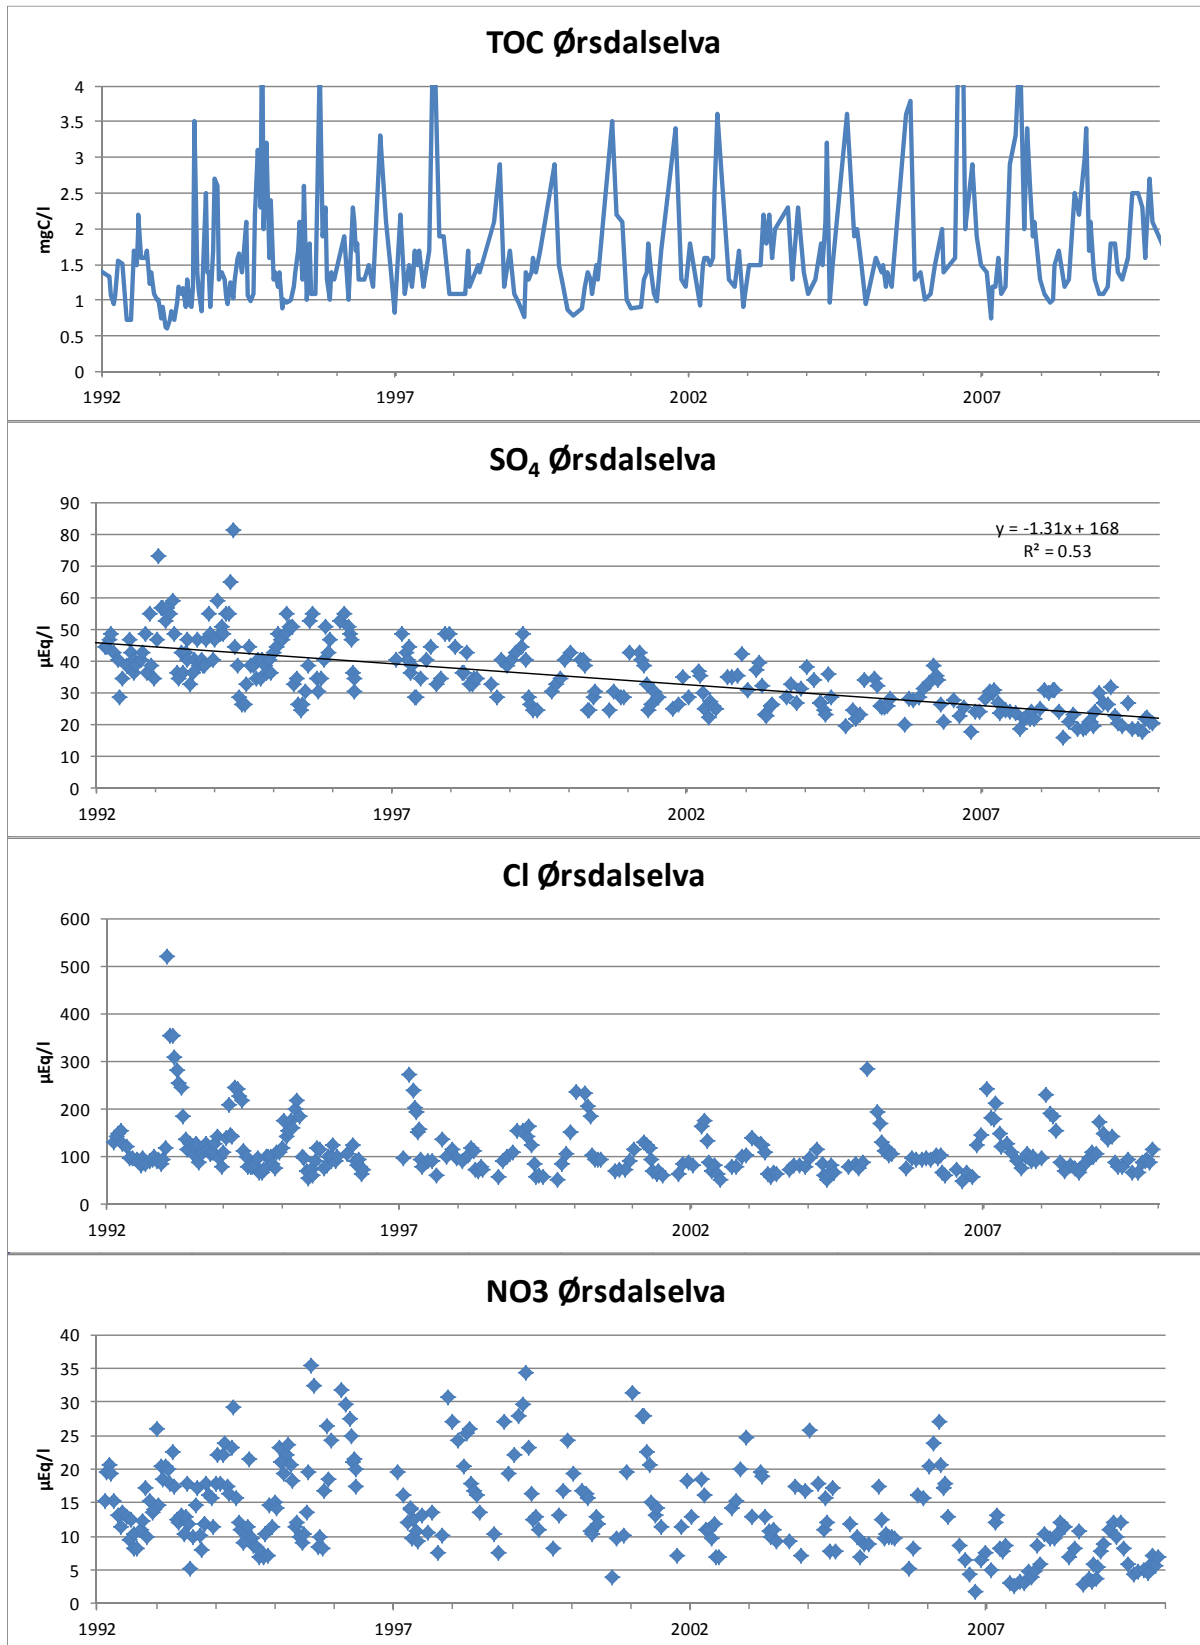 TOC Ørsdalselva
4
3.5
3
2.5
2
1.5
1
0.5
0
mgC/l
1992 1997 2002 2007
SO₄ Ørsdalselva
90
80
70
60
50
40
30
20
10
0
µEq/l
y = -1.31x + 168
R² = 0.53
1992 1997 2002 2007
Cl Ørsdalselva
600
500
400
300
200
100
0
µEq/l
1992 1997 2002 2007
NO3 Ørsdalselva
40
35
30
25
20
15
10
5
0
µEq/l
1992 1997 2002 2007